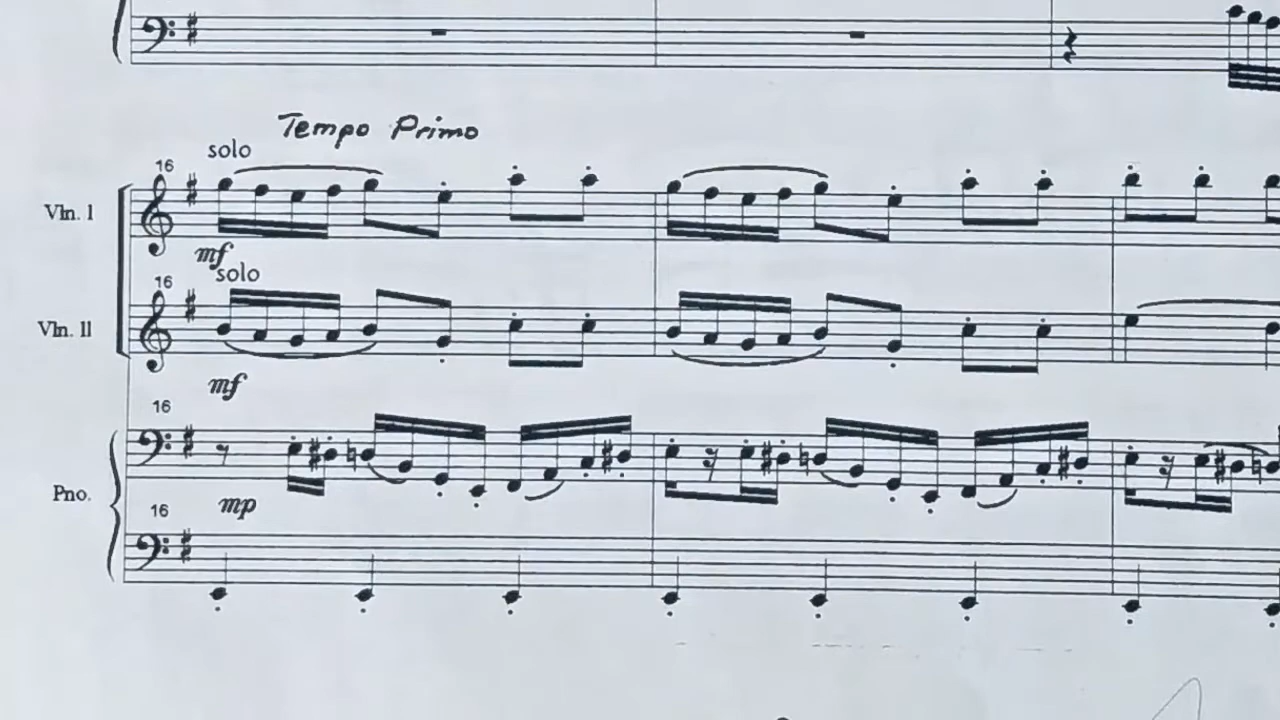 Tempo Primo
solo
16
Vln. I
mf
solo
16
Vln. II
mf
16
mp
Pno.
16